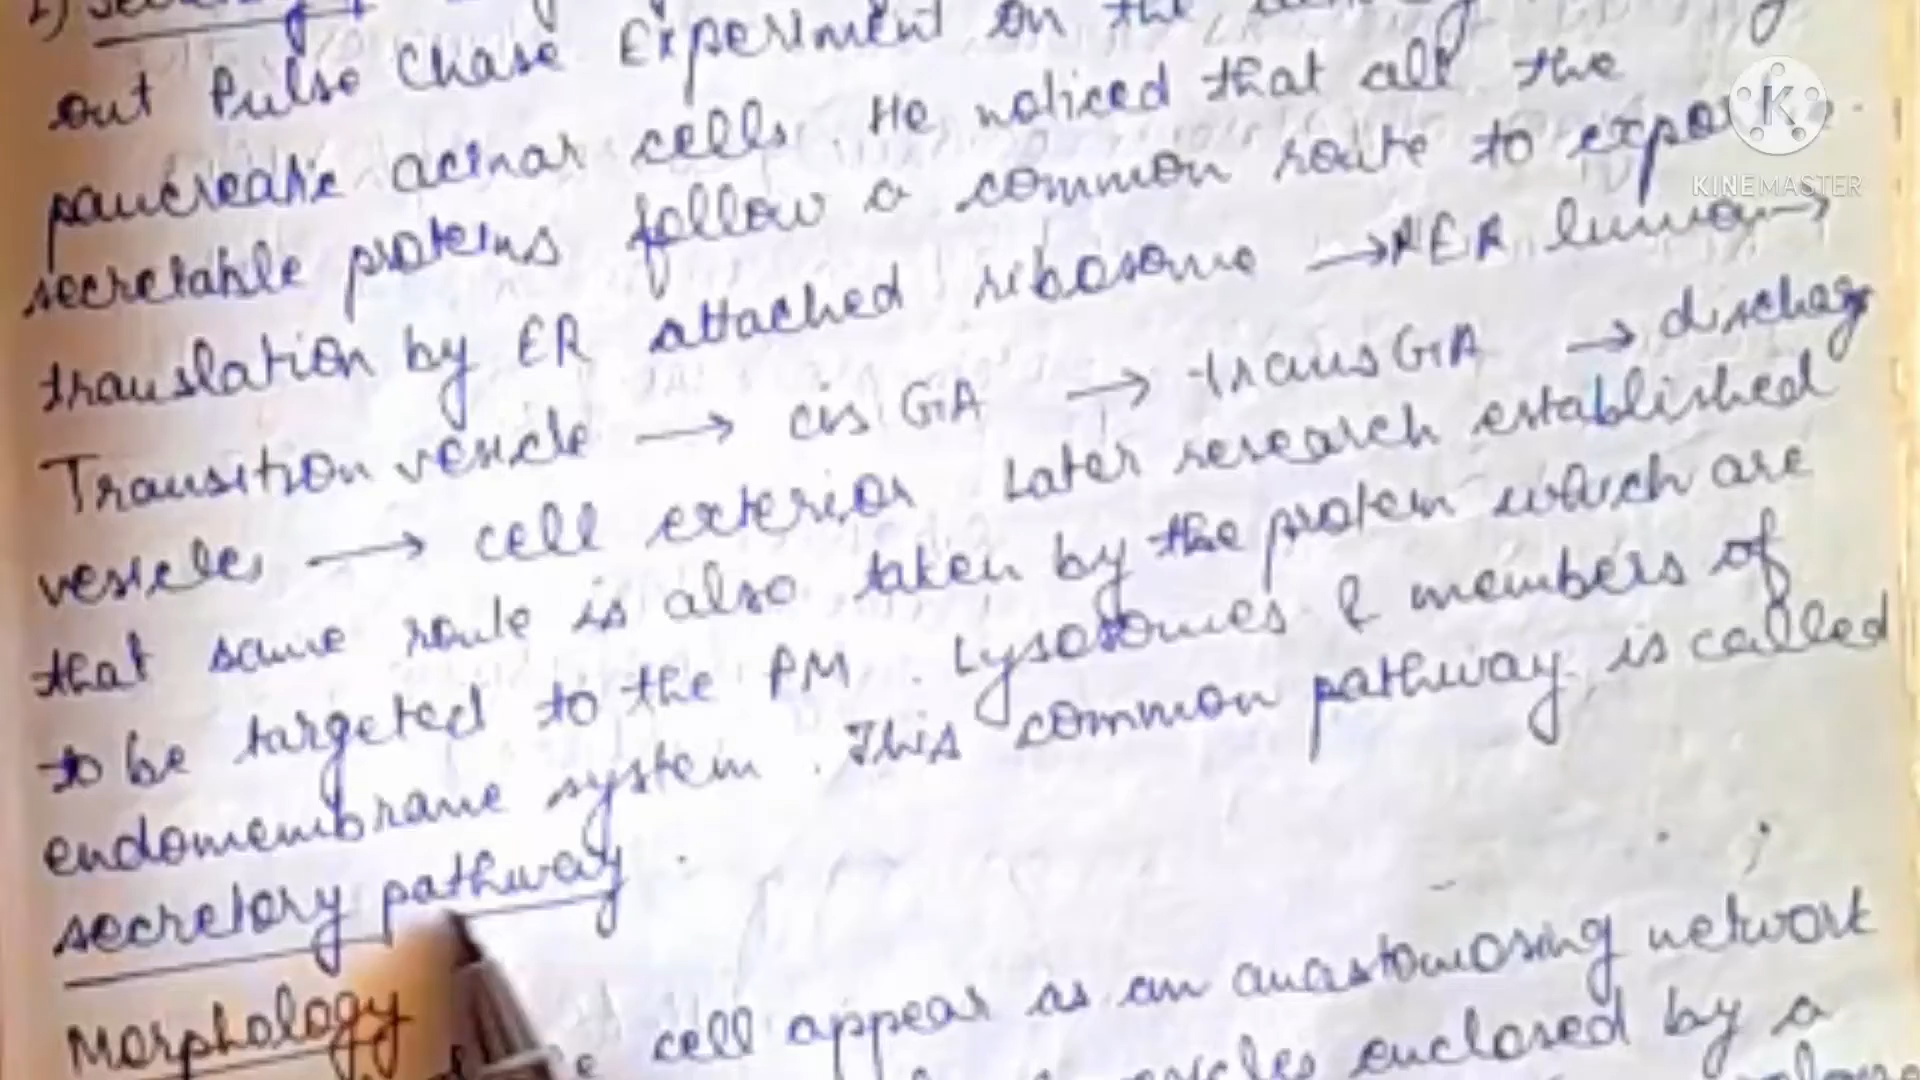 out Pulse Chase Experiment on the
pancreatic acinar cells. He noticed that all the
secretable proteins follow a common route to export.
translation by ER attached ribosome → RER lumen →
Transition vesicle → cis GA → trans GA → discharg
vesicles → cell exterior. Later research established
that same route is also taken by the protein which are
to be targeted to the PM. Lysosomes & members of
endomembrane system. This common pathway is called
secretory pathway.
Morphology cell appear as an anastomosing network
enclosed by a
KINEMASTER